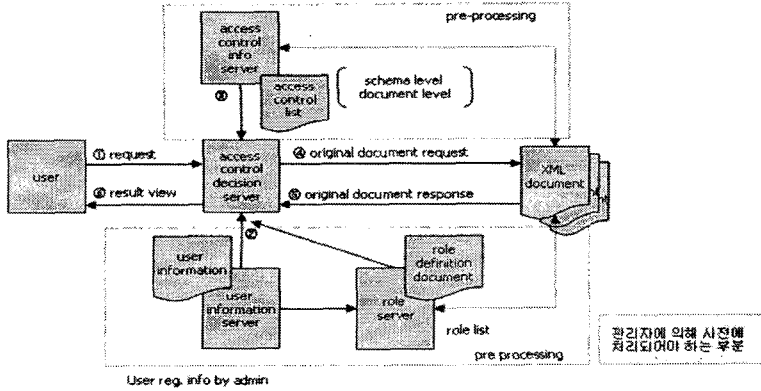 pre-processing
access
control
info
server
access
control
list
schema level
document level
③
user
① request
⑥ result view
access
control
decision
server
④ original document request
⑤ original document response
XML
document
②
user
information
user
information
server
role
server
role
definition
document
role list
pre processing
관리자에 의해 사전에
처리되어야 하는 부분
User reg. info by admin